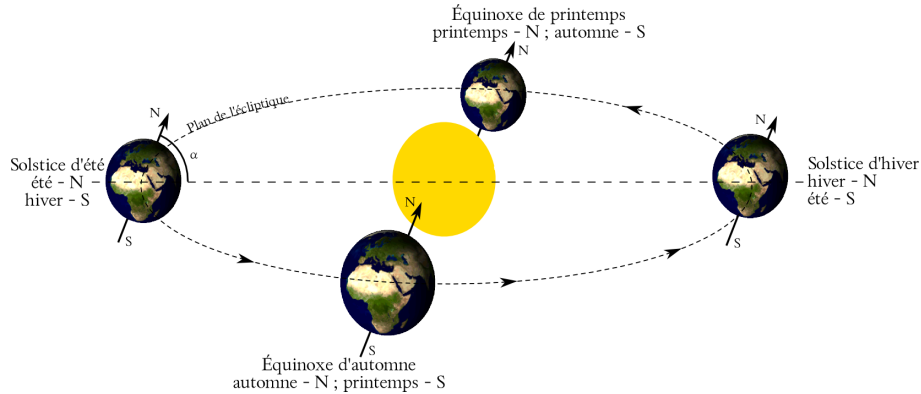 Équinoxe de printemps
printemps - N ; automne - S
N
Plan de l'écliptique
N
α
Solstice d'été
été - N
hiver - S
S
N
Solstice d'hiver
hiver - N
été - S
S
N
S
Équinoxe d'automne
automne - N ; printemps - S